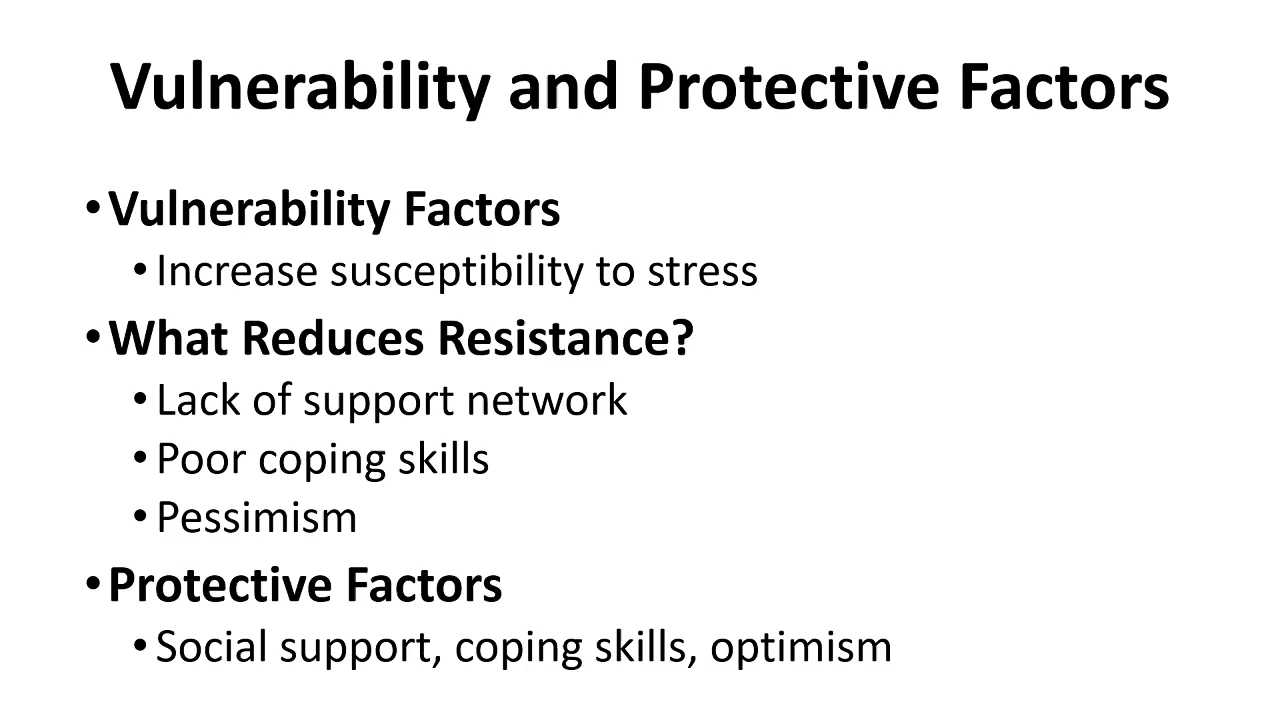 Vulnerability and Protective Factors
•Vulnerability Factors
•Increase susceptibility to stress
•What Reduces Resistance?
•Lack of support network
•Poor coping skills
•Pessimism
•Protective Factors
•Social support, coping skills, optimism